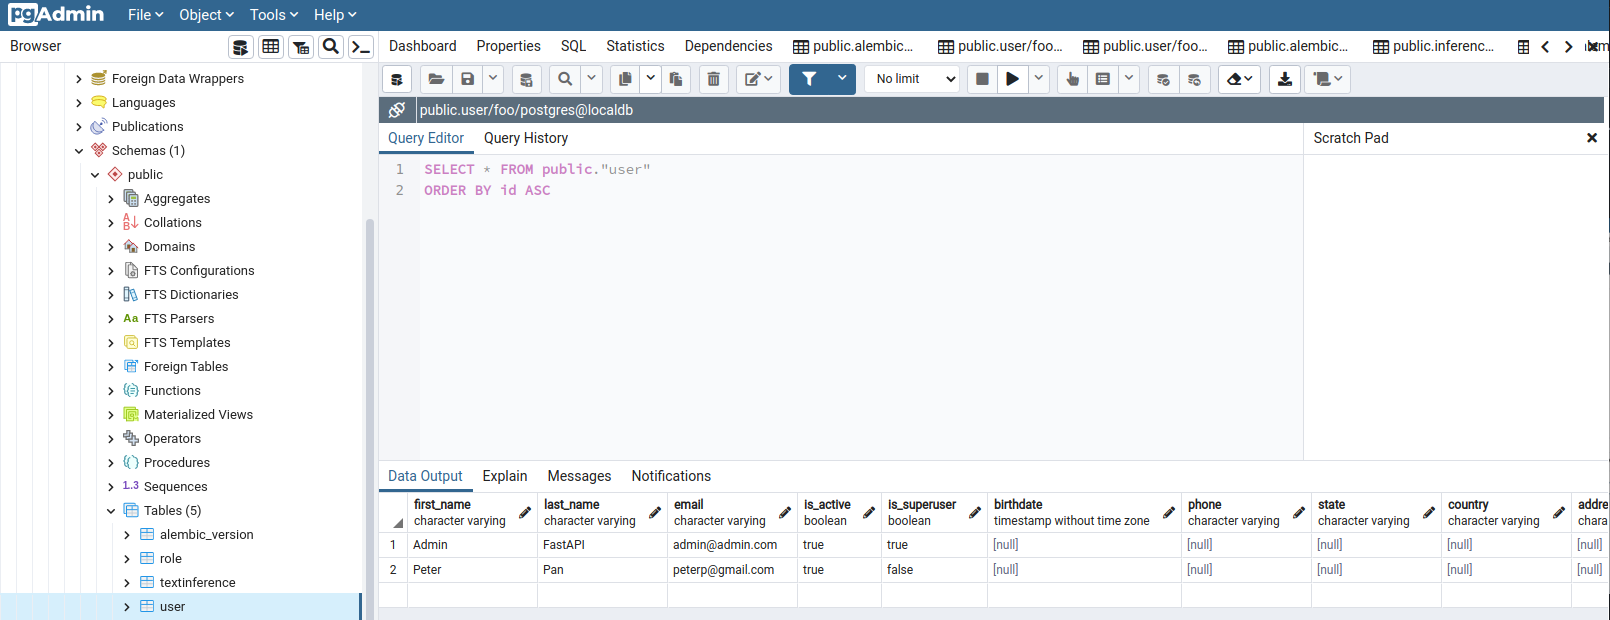 pgAdmin File Object Tools Help
Browser
Dashboard Properties SQL Statistics Dependencies public.alembic... public.user/foo... public.user/foo... public.alembic... public.inferenc...
No limit
public.user/foo/postgres@localdb
Query Editor Query History
Scratch Pad
1 SELECT * FROM public."user"
2 ORDER BY id ASC
Foreign Data Wrappers
Languages
Publications
Schemas (1)
public
Aggregates
Collations
Domains
FTS Configurations
FTS Dictionaries
Aa FTS Parsers
FTS Templates
Foreign Tables
Functions
Materialized Views
Operators
Procedures
1..3 Sequences
Tables (5)
alembic_version
role
textinference
user
Data Output Explain Messages Notifications
first_name last_name email is_active is_superuser birthdate phone state country addre
character varying character varying character varying boolean boolean timestamp without time zone character varying character varying character varying chara
1 Admin FastAPI admin@admin.com true true [null] [null] [null] [null] [null]
2 Peter Pan peterp@gmail.com true false [null] [null] [null] [null] [null]